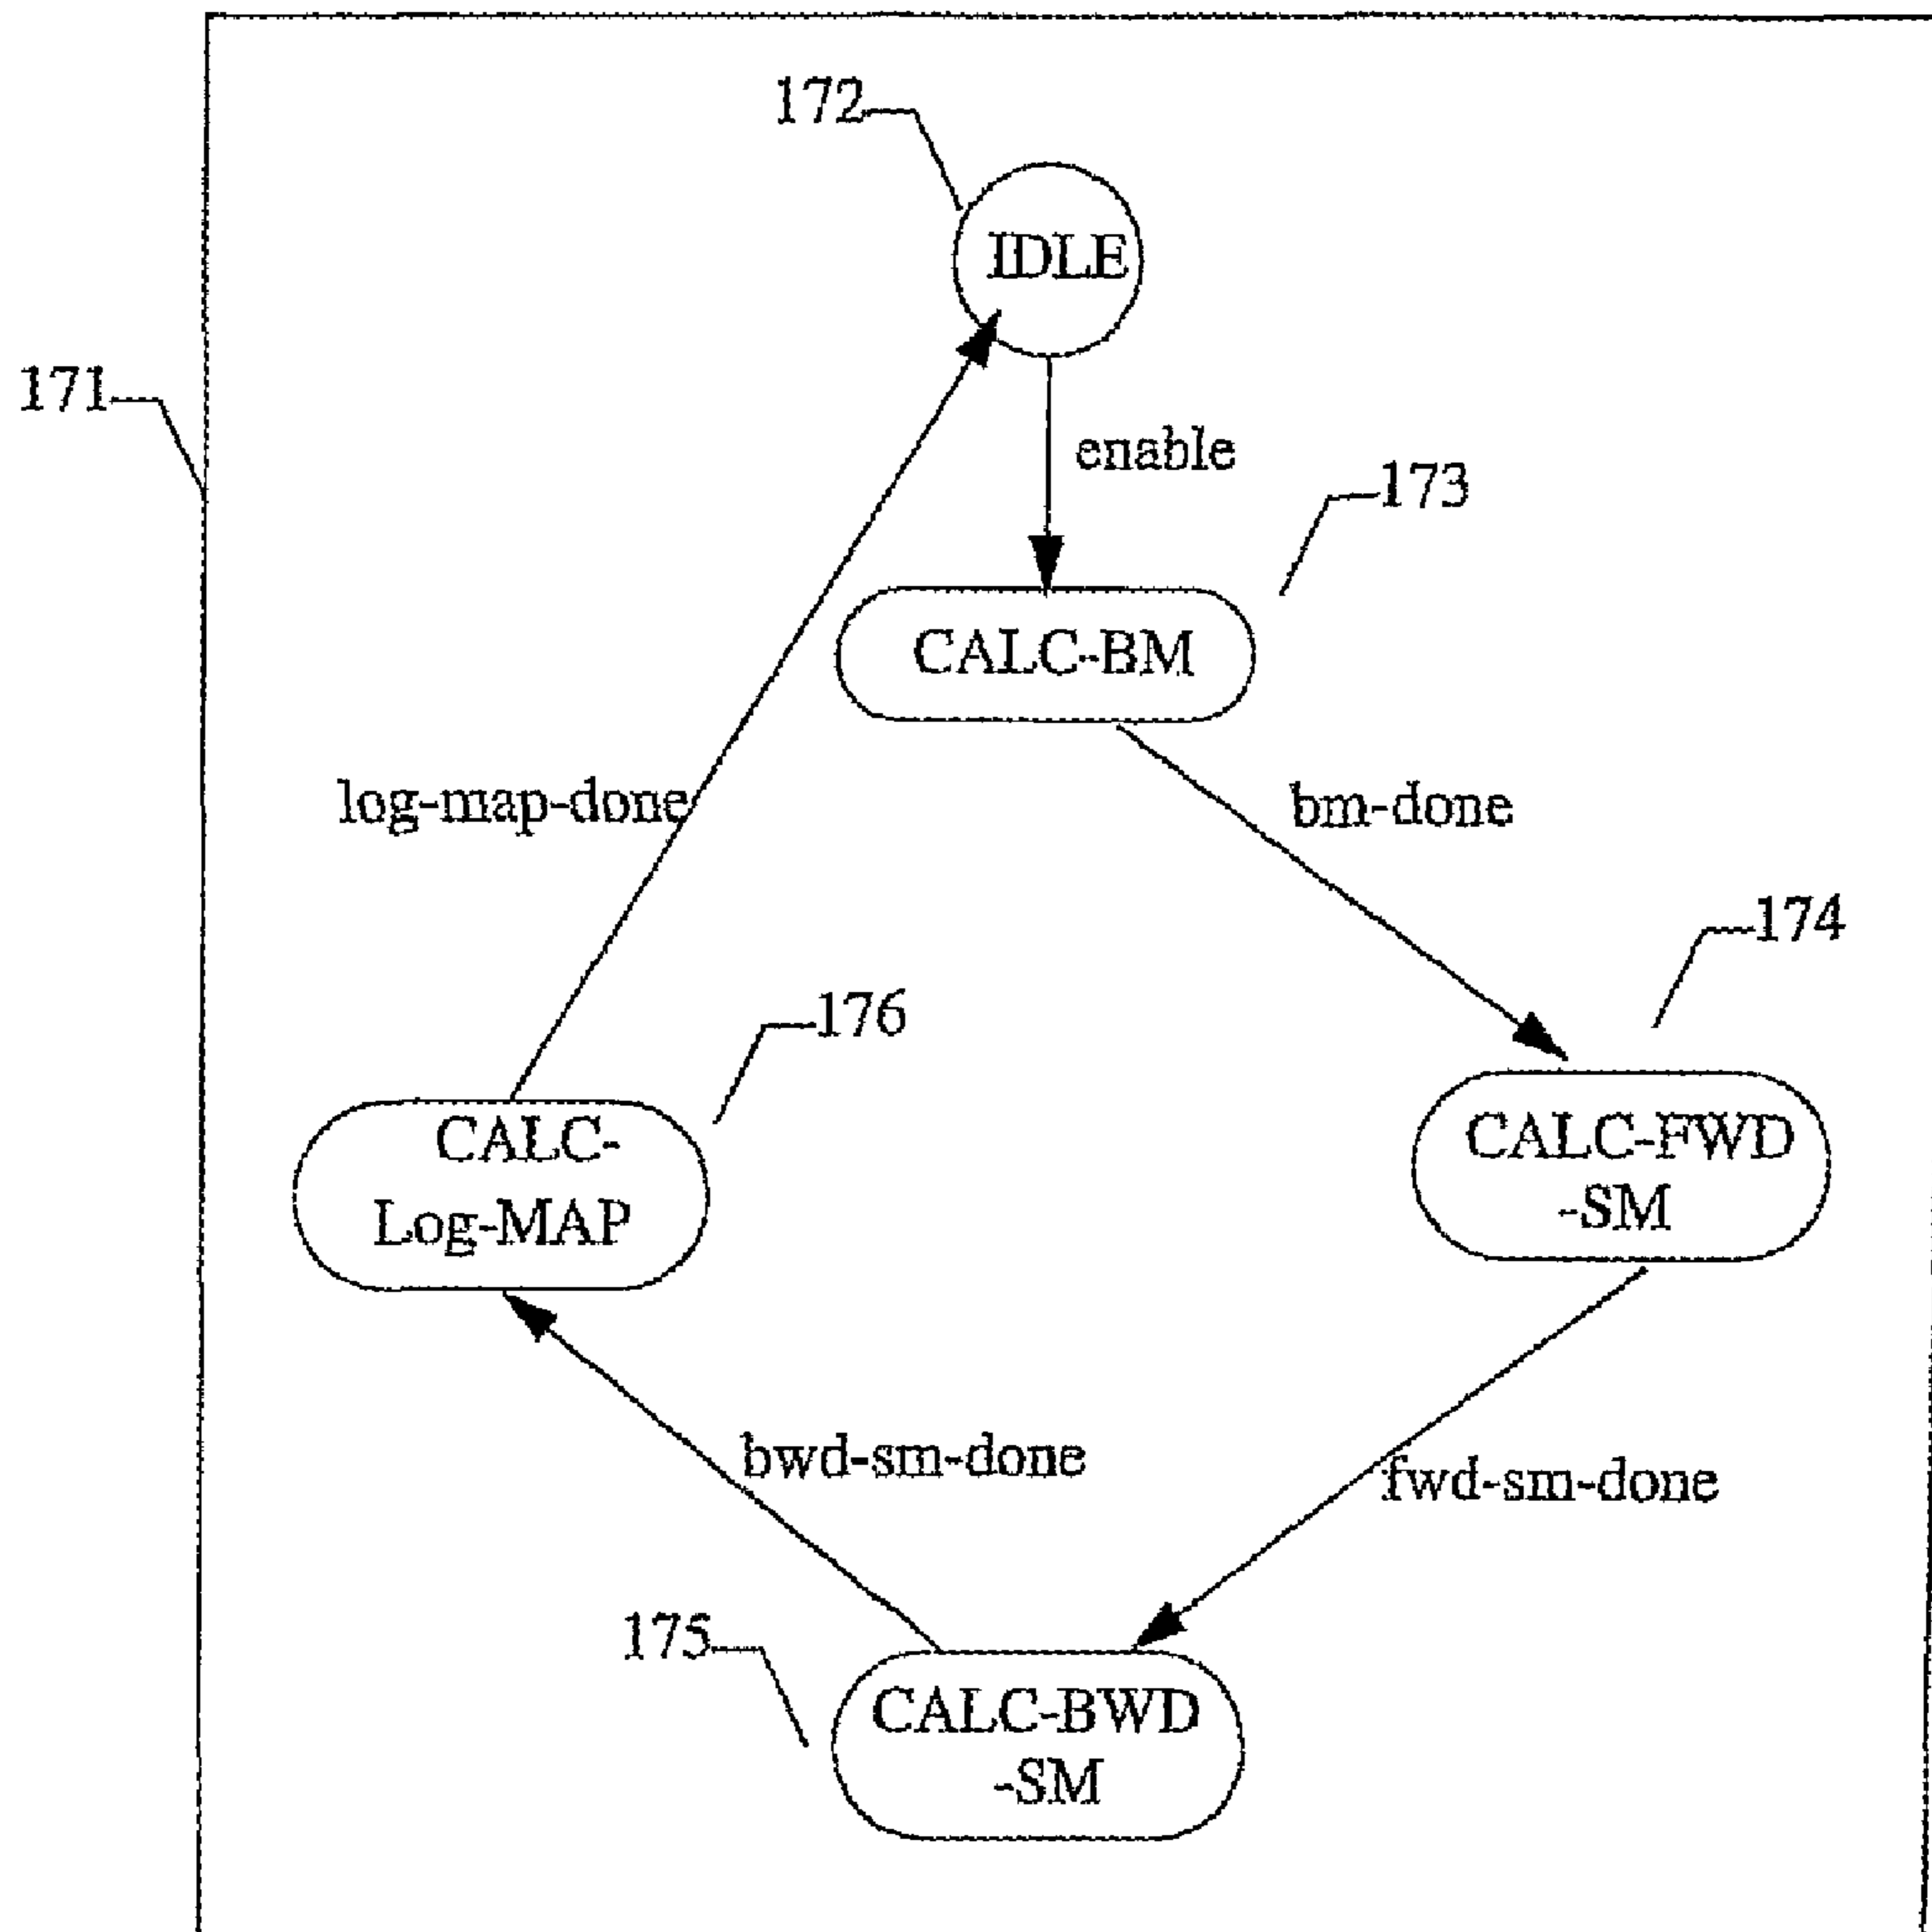 172
IDLE
171
enable
173
CALC-BM
log-map-done
bm-done
174
176
CALC-
Log-MAP
CALC-FWD
-SM
bwd-sm-done
fwd-sm-done
175
CALC-BWD
-SM